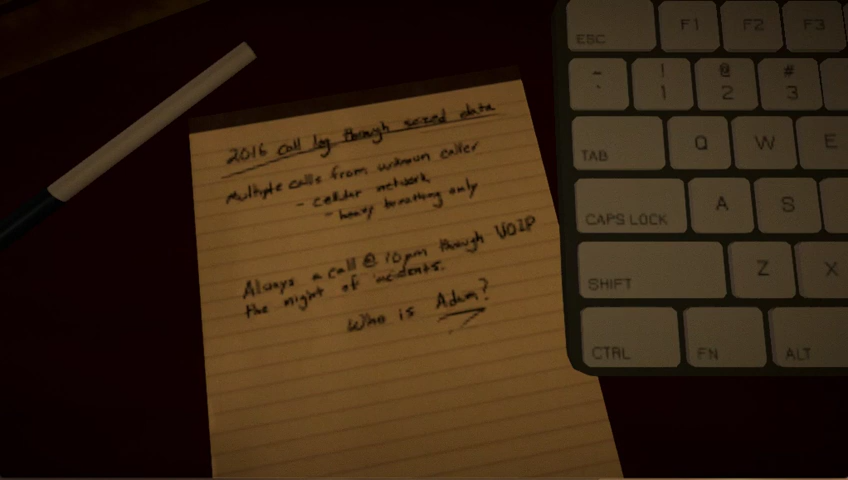 2016 call log through seized data
Multiple calls from unknown caller
- cellular network
- heavy breathing only
Always a call @ 10pm through VOIP
the night of incidents.
Who is Adam?
ESC F1 F2 F3
~ ! @ #
` 1 2 3
TAB Q W E
CAPS LOCK A S
SHIFT Z X
CTRL FN ALT